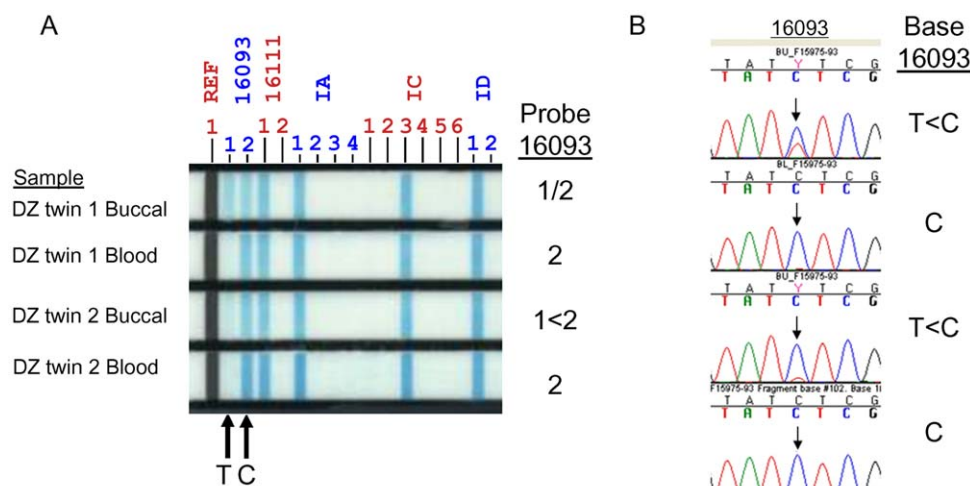 A
REF
16093
16111
IA
IC
ID
1 1 2 1 2 1 2 3 4 1 2 3 4 5 6 1 2
Probe
16093
Sample
DZ twin 1 Buccal
1/2
DZ twin 1 Blood
2
DZ twin 2 Buccal
1<2
DZ twin 2 Blood
2
T C
B
16093
Base
16093
BU_F15975-93
T A T Y T C G
T A T C T C G
T<C
BL_F15975-93
T A T C T C G
T A T C T C G
C
BU_F15975-93
T A T Y T C G
T A T C T C G
T<C
F15975-93 Fragment base #102. Base 1
T A T C T C G
T A T C T C G
C